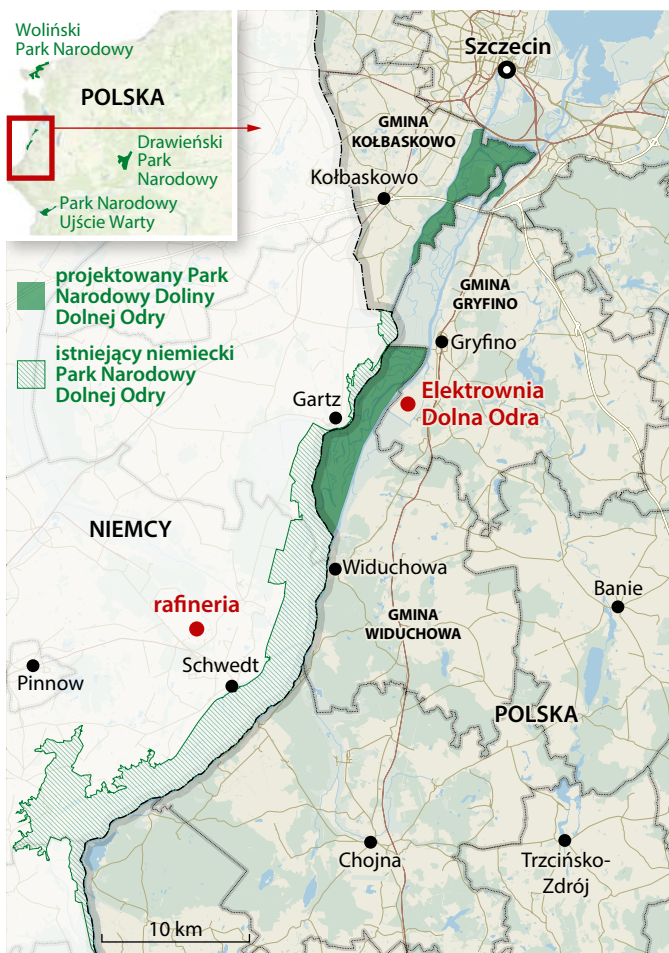 Woliński
Park Narodowy
POLSKA
Drawieński
Park
Narodowy
Park Narodowy
Ujście Warty
projektowany Park
Narodowy Doliny
Dolnej Odry
istniejący niemiecki
Park Narodowy
Dolnej Odry
Szczecin
GMINA
KOŁBASKOWO
Kołbaskowo
GMINA
GRYFINO
Gryfino
Elektrownia
Dolna Odra
Gartz
NIEMCY
Widuchowa
rafineria
Banie
GMINA
WIDUCHOWA
Pinnow
Schwedt
POLSKA
Chojna
Trzcińsko-
Zdrój
10 km